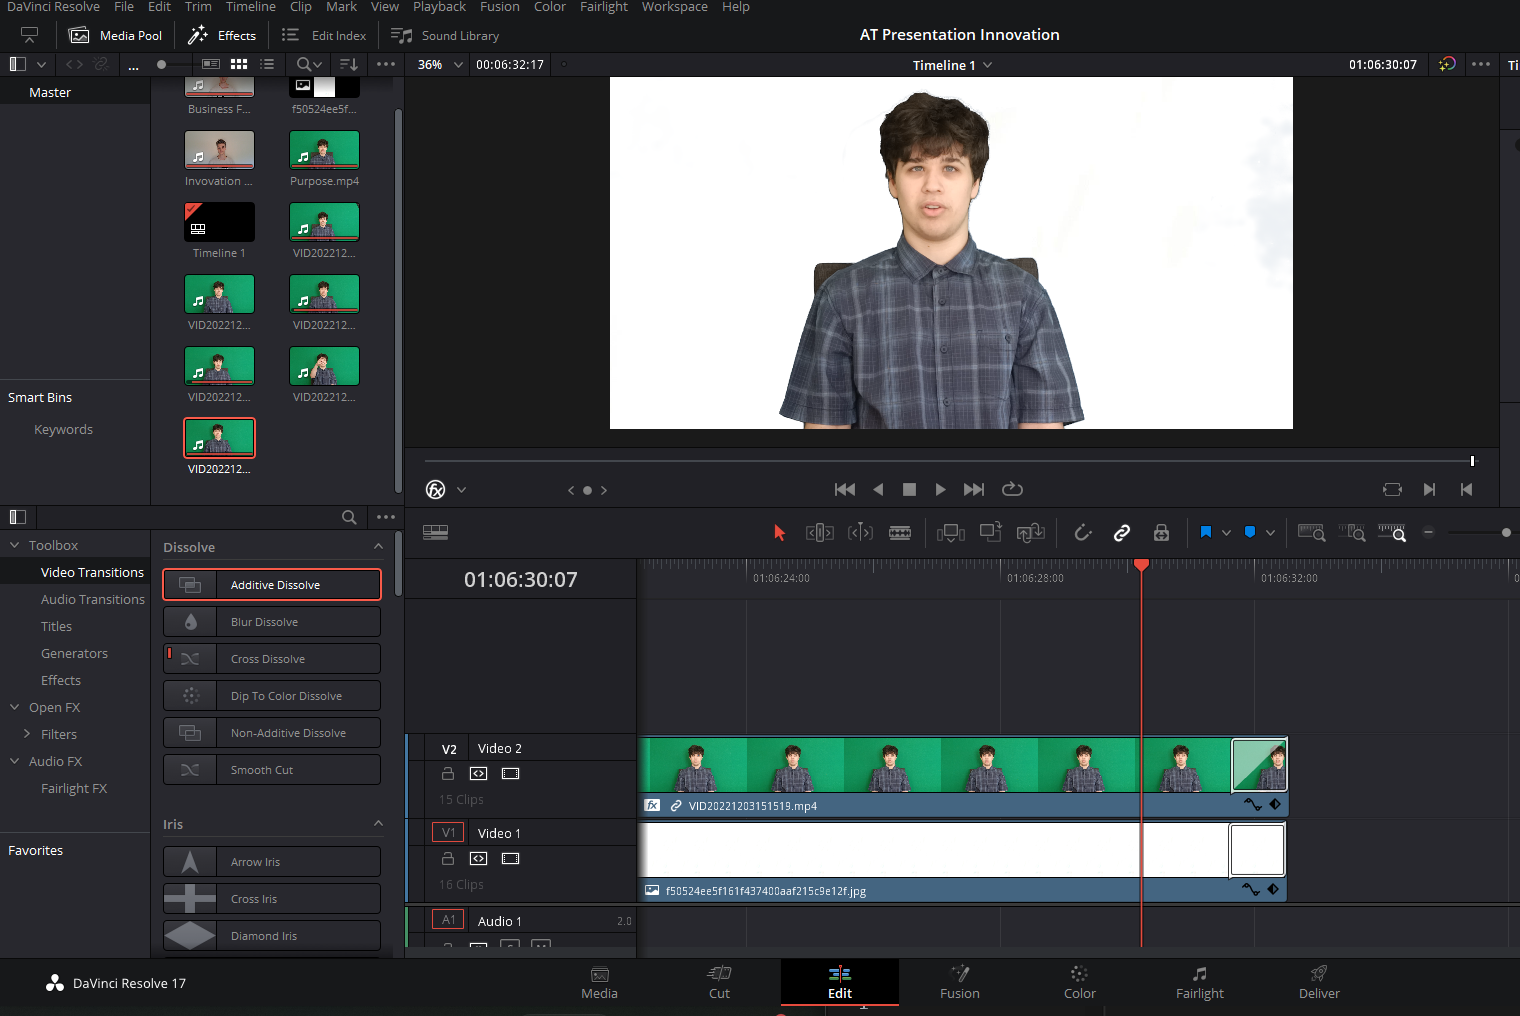 DaVinci Resolve File Edit Trim Timeline Clip Mark View Playback Fusion Color Fairlight Workspace Help
Media Pool Effects Edit Index Sound Library AT Presentation Innovation
... 36% 00:06:32:17 Timeline 1 01:06:30:07 Ti
Master
Business F... f50524ee5f...
Invovation ... Purpose.mp4
Timeline 1 VID202212...
VID202212... VID202212...
VID202212... VID202212...
Smart Bins
Keywords
VID202212...
fx
Toolbox
Video Transitions
Audio Transitions
Titles
Generators
Effects
Open FX
Filters
Audio FX
Fairlight FX
Favorites
Dissolve
Additive Dissolve
Blur Dissolve
Cross Dissolve
Dip To Color Dissolve
Non-Additive Dissolve
Smooth Cut
Iris
Arrow Iris
Cross Iris
Diamond Iris
01:06:30:07
01:06:24:00 01:06:28:00 01:06:32:00
V2 Video 2
15 Clips
fx VID20221203151519.mp4
V1 Video 1
16 Clips
f50524ee5f161f437400aaf215c9e12f.jpg
A1 Audio 1 2.0
DaVinci Resolve 17
Media Cut Edit Fusion Color Fairlight Deliver